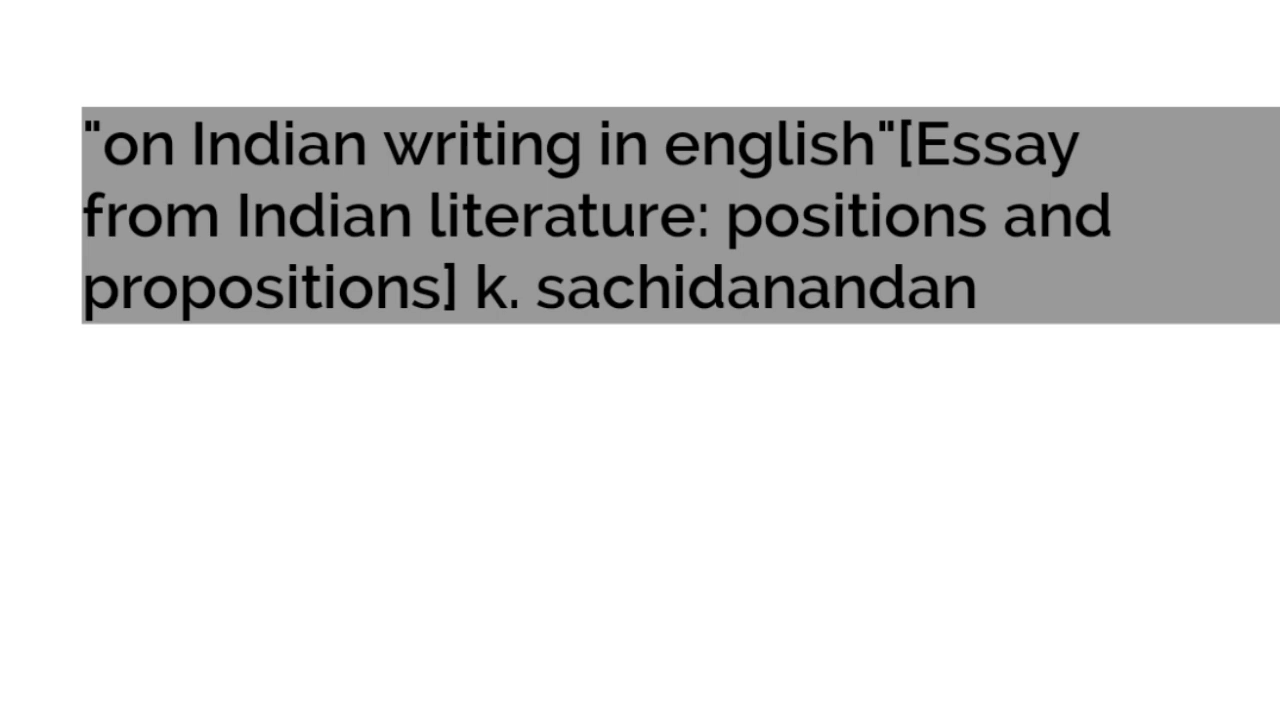 "on Indian writing in english"[Essay
from Indian literature: positions and
propositions] k. sachidanandan